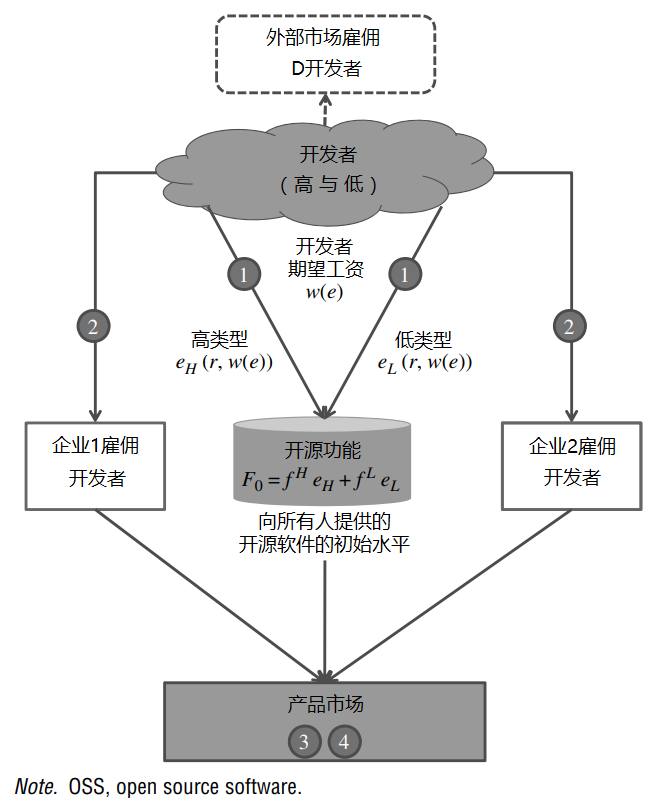 外部市场雇佣
D开发者
开发者
（高与低）
开发者
期望工资
w(e)
1
1
2
2
高类型
e_H (r, w(e))
低类型
e_L (r, w(e))
企业1雇佣
开发者
开源功能
F_0 = f^H e_H + f^L e_L
企业2雇佣
开发者
向所有人提供的
开源软件的初始水平
产品市场
3 4
Note. OSS, open source software.